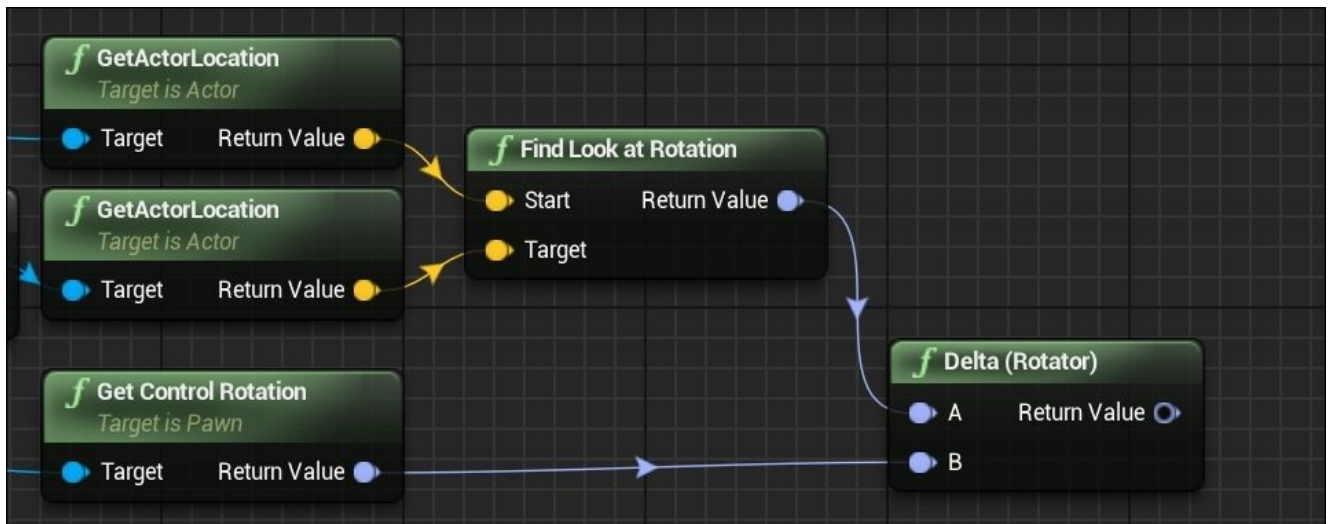 f GetActorLocation
Target is Actor
Target Return Value
f Find Look at Rotation
Start Return Value
Target
f GetActorLocation
Target is Actor
Target Return Value
f Delta (Rotator)
A Return Value
B
f Get Control Rotation
Target is Pawn
Target Return Value